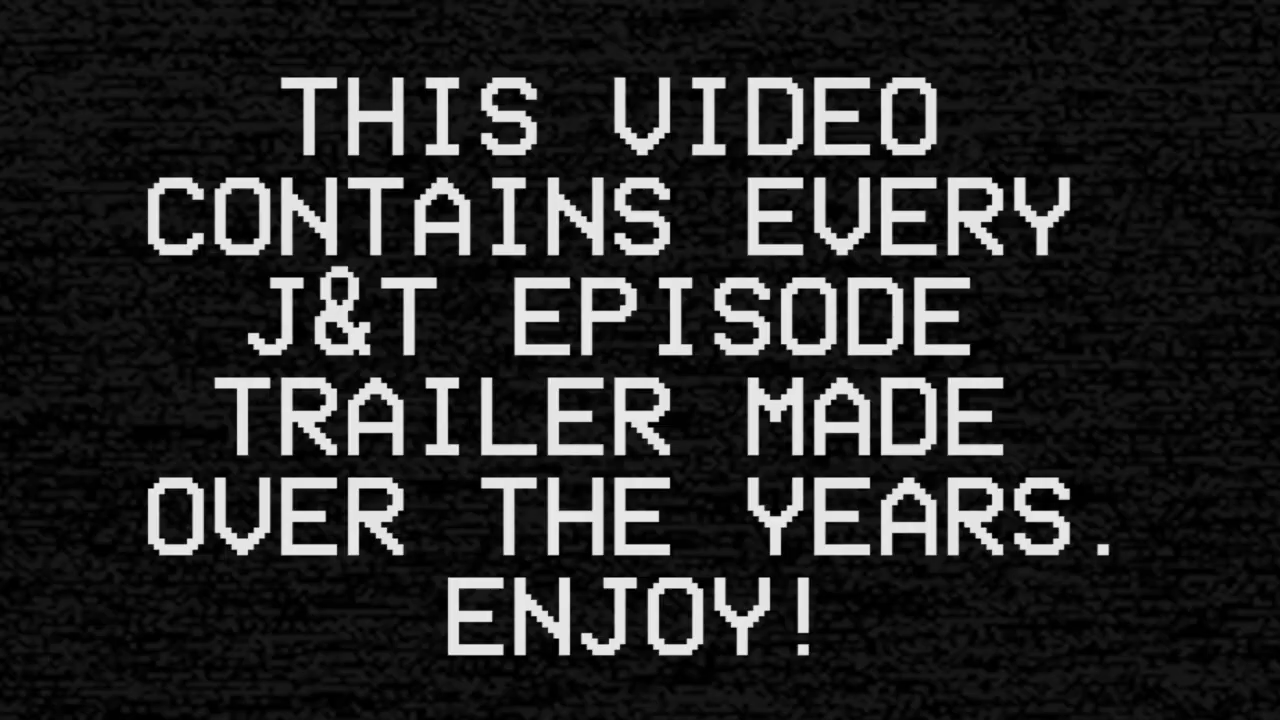 THIS VIDEO
CONTAINS EVERY
J&T EPISODE
TRAILER MADE
OVER THE YEARS.
ENJOY!